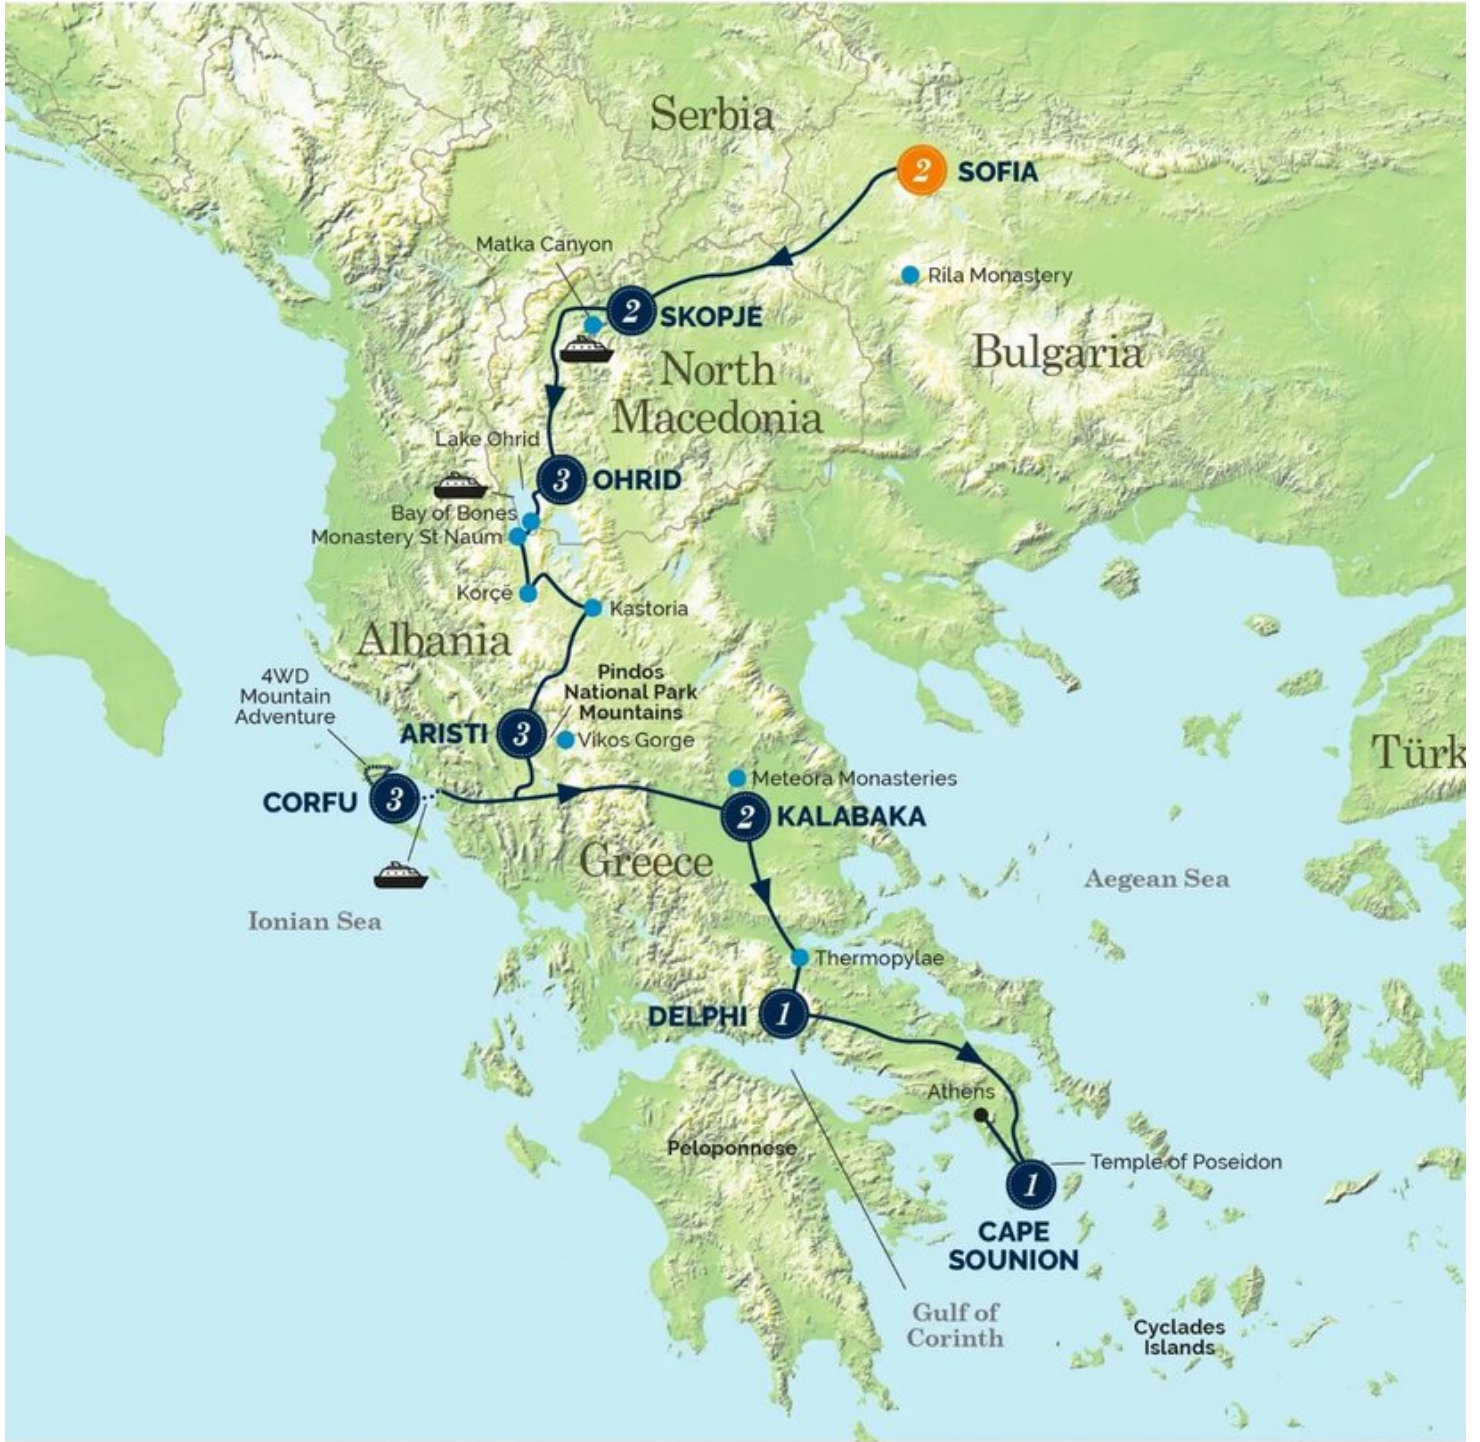 Serbia
2
SOFIA
Matka Canyon
Rila Monastery
2
SKOPJE
North
Macedonia
Bulgaria
Lake Ohrid
3
OHRID
Bay of Bones
Monastery St Naum
Korçë
Kastoria
Albania
4WD
Mountain
Adventure
Pindos
National Park
Mountains
ARISTI
3
Vikos Gorge
Türk
Meteora Monasteries
CORFU
3
2
KALABAKA
Greece
Aegean Sea
Ionian Sea
Thermopylae
DELPHI
1
Athens
Peloponnese
Temple of Poseidon
1
CAPE
SOUNION
Gulf of
Corinth
Cyclades
Islands